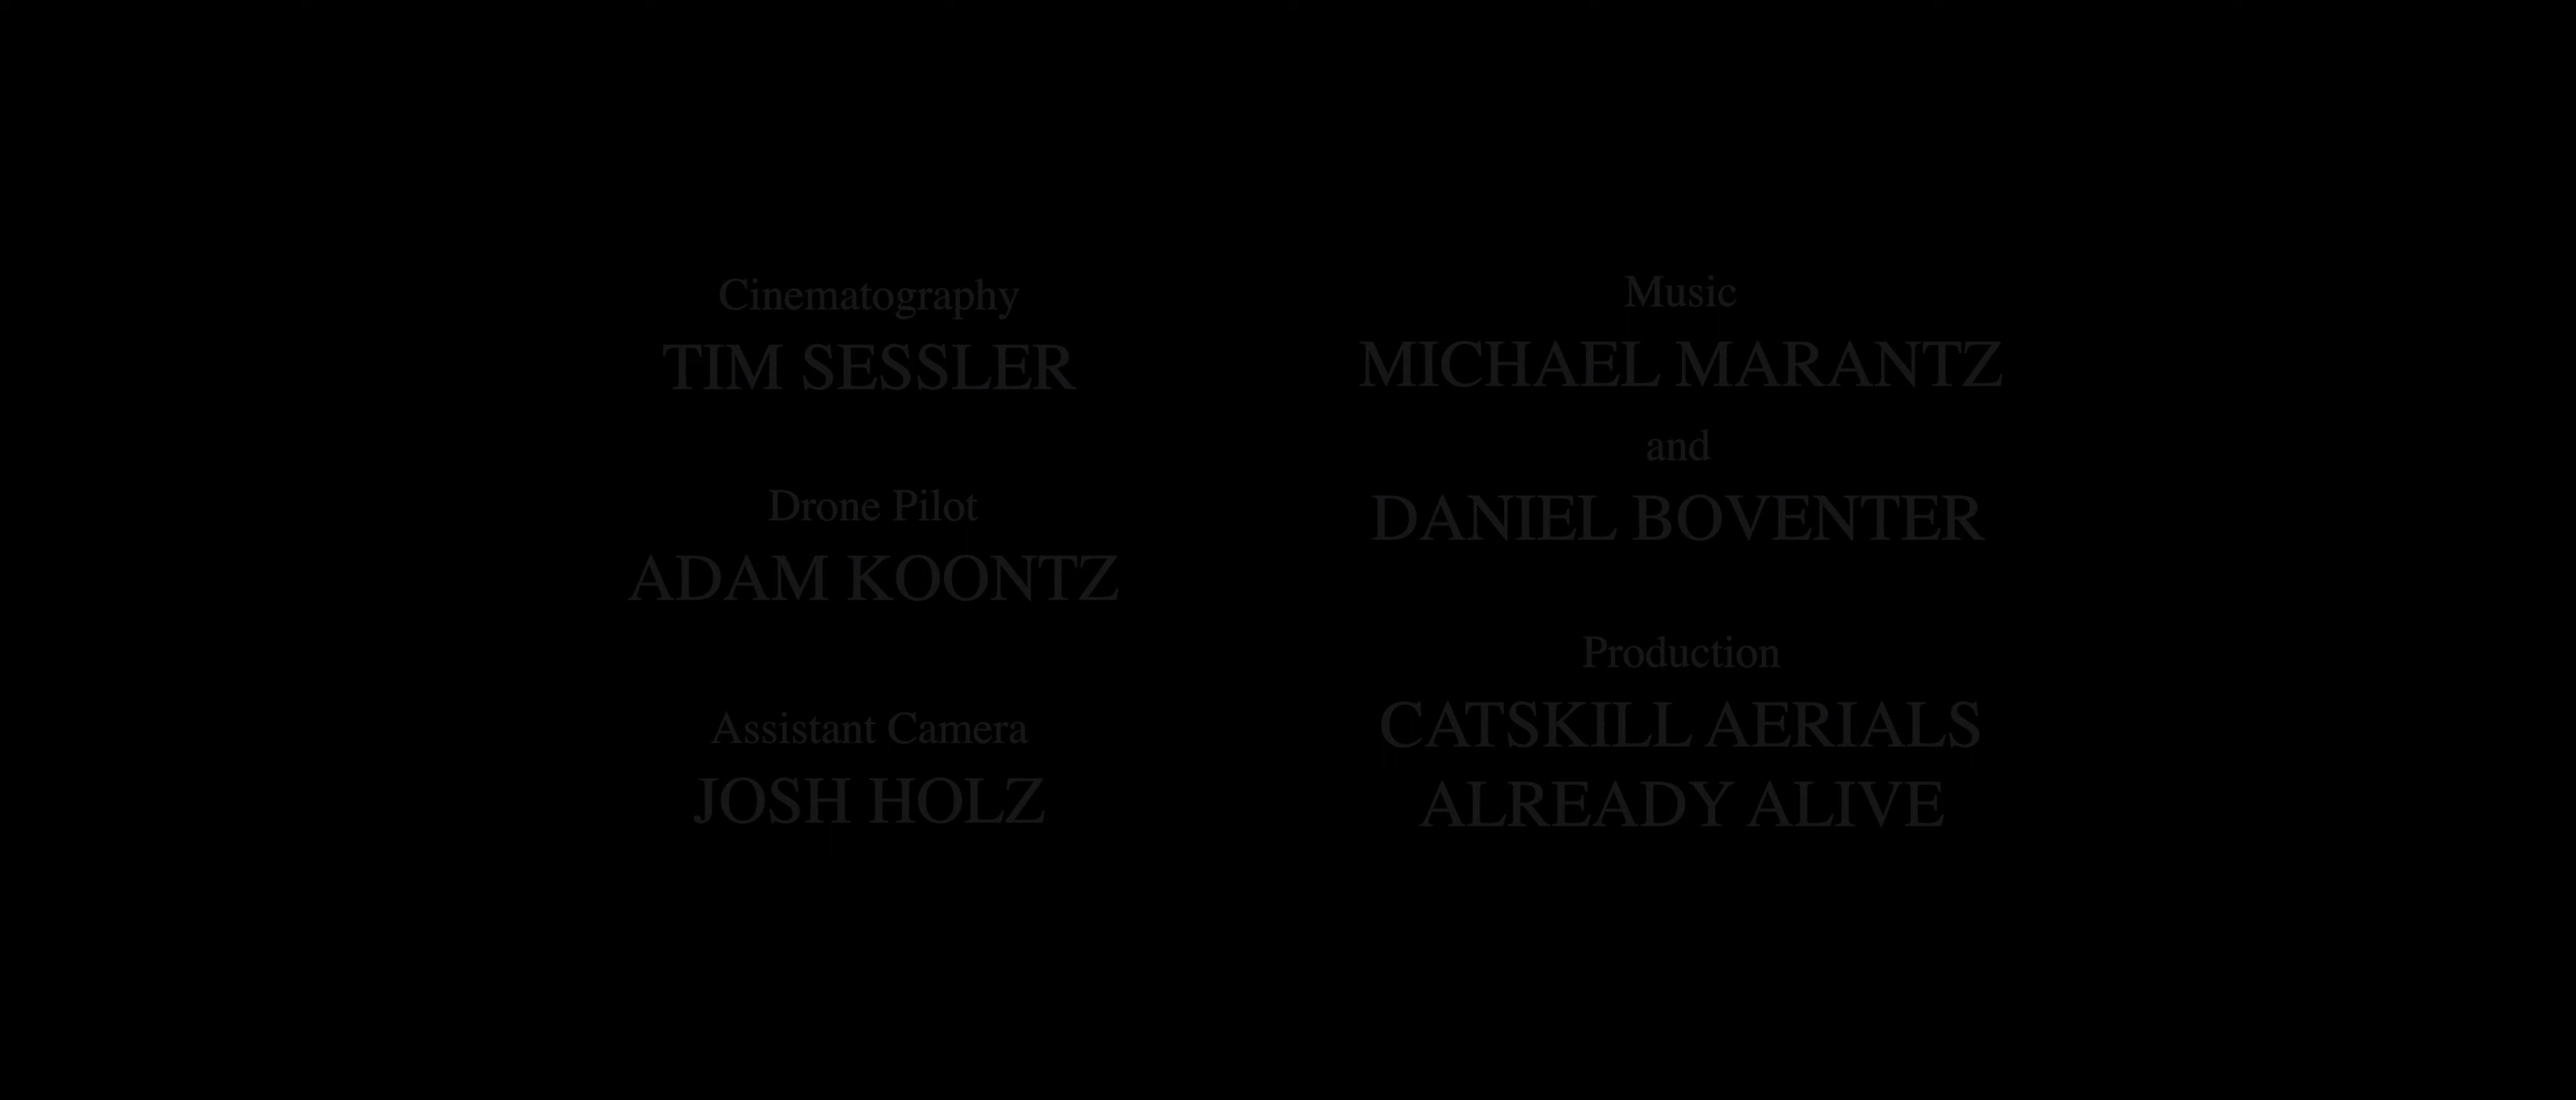 Cinematography
TIM SESSLER
Drone Pilot
ADAM KOONTZ
Assistant Camera
JOSH HOLZ
Music
MICHAEL MARANTZ
and
DANIEL BOVENTER
Production
CATSKILL AERIALS
ALREADY ALIVE